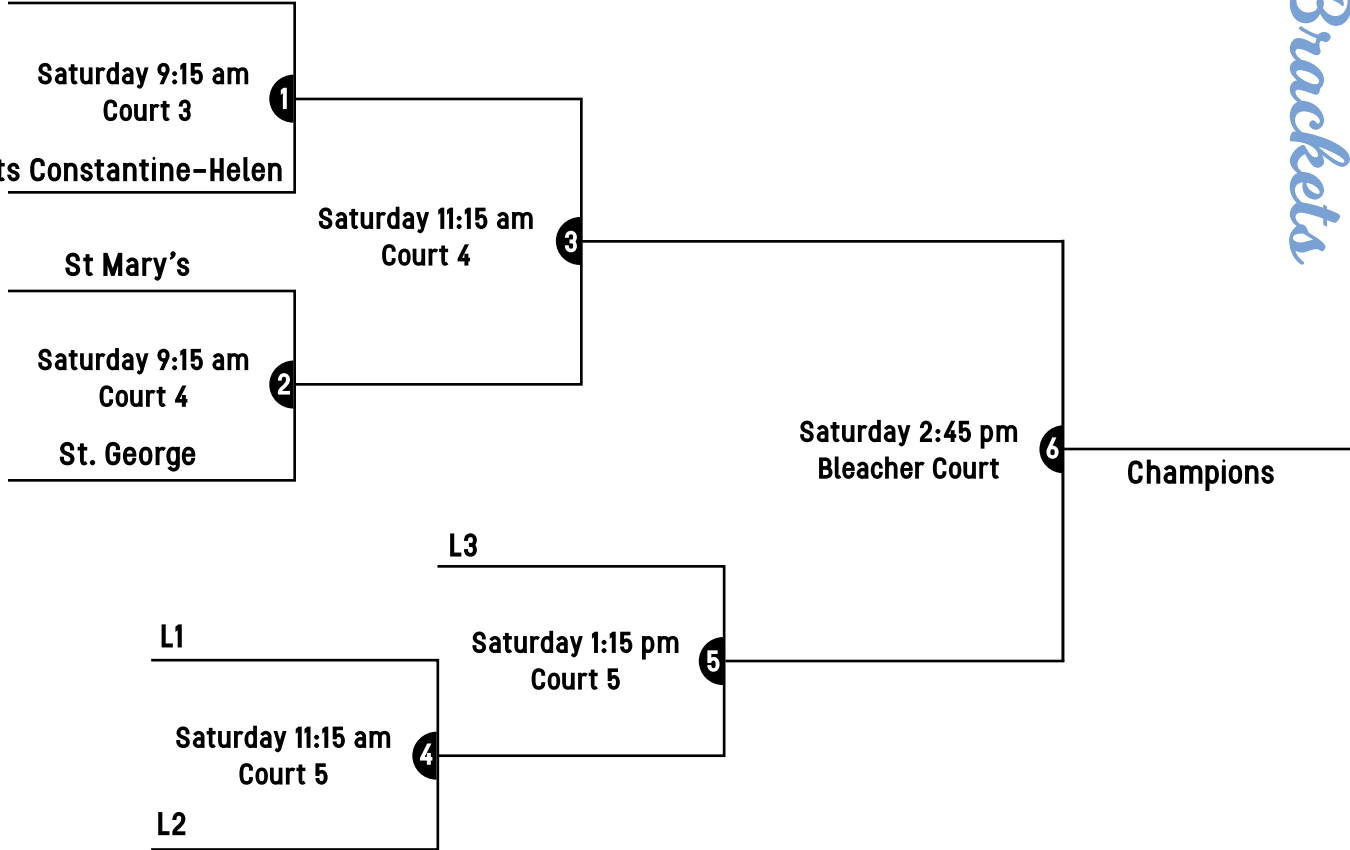 Brackets
Saturday 9:15 am
1
Court 3
Constantine-Helen
Saturday 11:15 am
3
Court 4
St Mary's
Saturday 9:15 am
2
Court 4
St. George
Saturday 2:45 pm
6
Bleacher Court
Champions
L3
L1
Saturday 1:15 pm
5
Court 5
Saturday 11:15 am
4
Court 5
L2